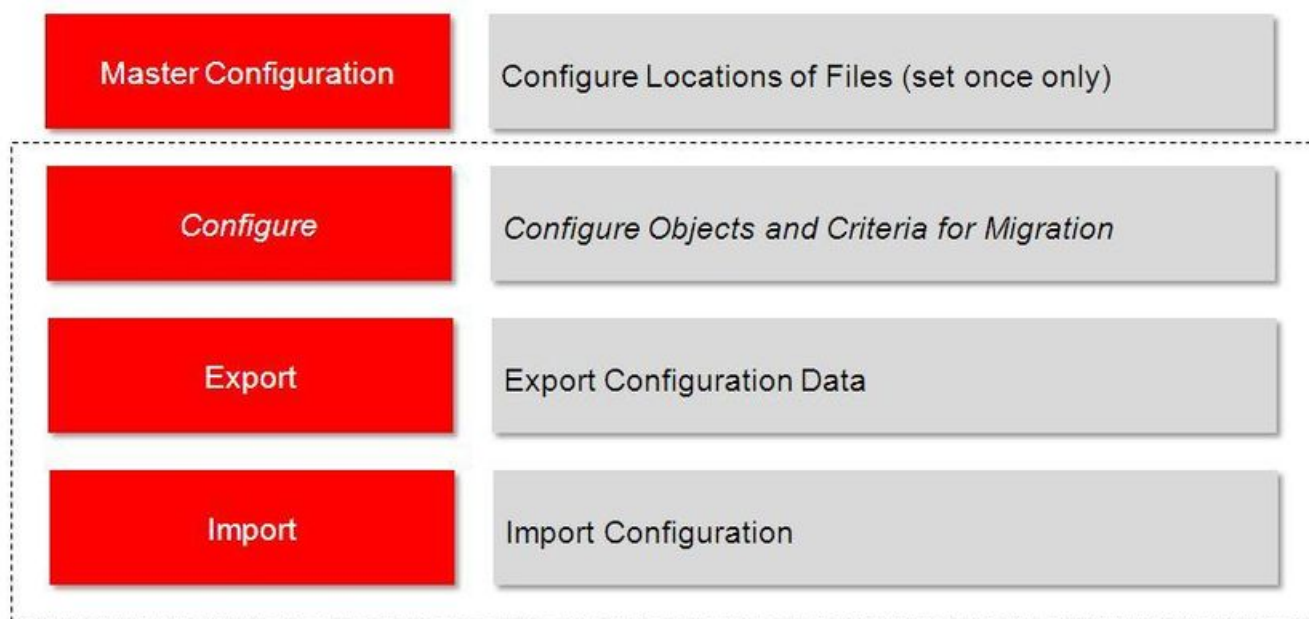 Master Configuration
Configure Locations of Files (set once only)
Configure
Configure Objects and Criteria for Migration
Export
Export Configuration Data
Import
Import Configuration